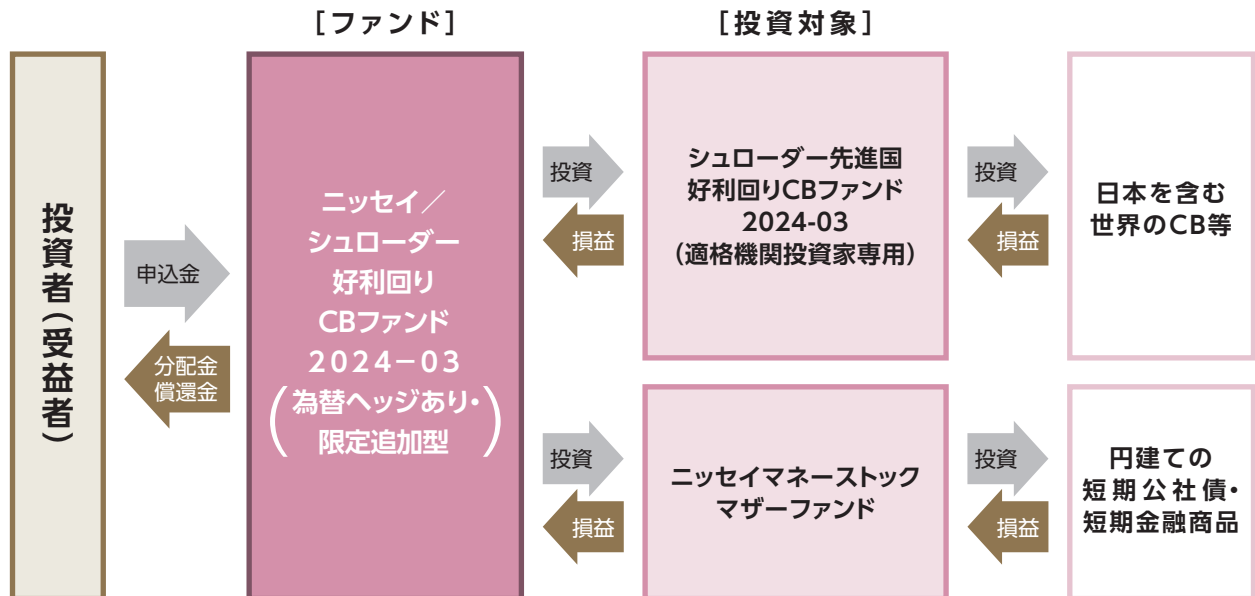 [ファンド]
[投資対象]
投資者（受益者）
申込金
分配金
償還金
ニッセイ／
シュローダー
好利回り
CBファンド
2024－03
（為替ヘッジあり・
限定追加型）
投資
損益
シュローダー先進国
好利回りCBファンド
2024-03
（適格機関投資家専用）
投資
損益
日本を含む
世界のCB等
投資
損益
ニッセイマネーストック
マザーファンド
投資
損益
円建ての
短期公社債・
短期金融商品